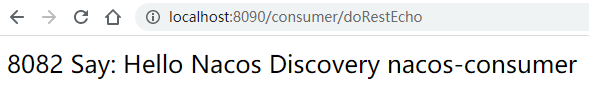 localhost:8090/consumer/doRestEcho
8082 Say: Hello Nacos Discovery nacos-consumer